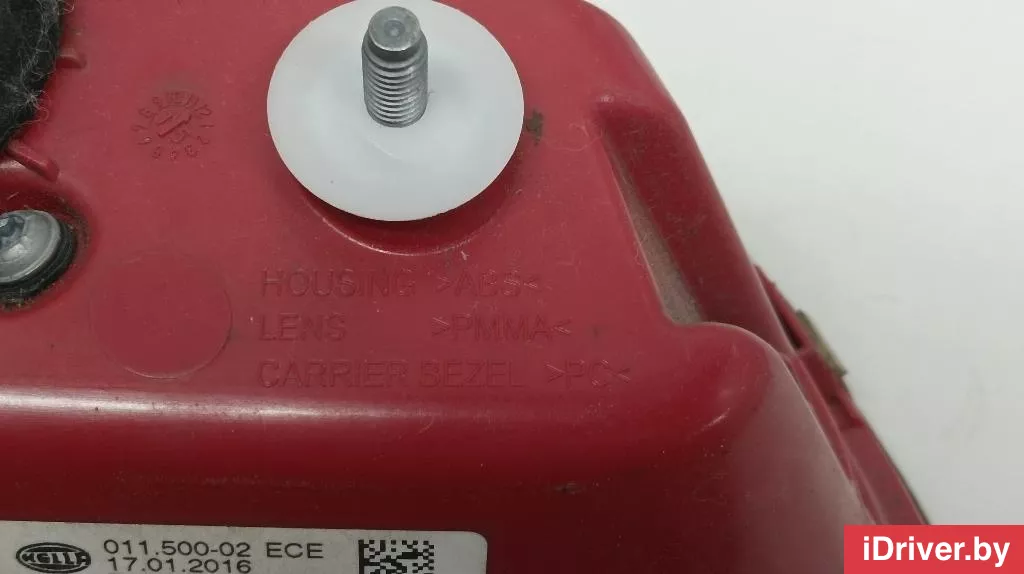 HOUSING >ABS<
LENS >PMMA<
CARRIER BEZEL >PC<
HELLA 011.500-02 ECE
17.01.2016
iDriver.by